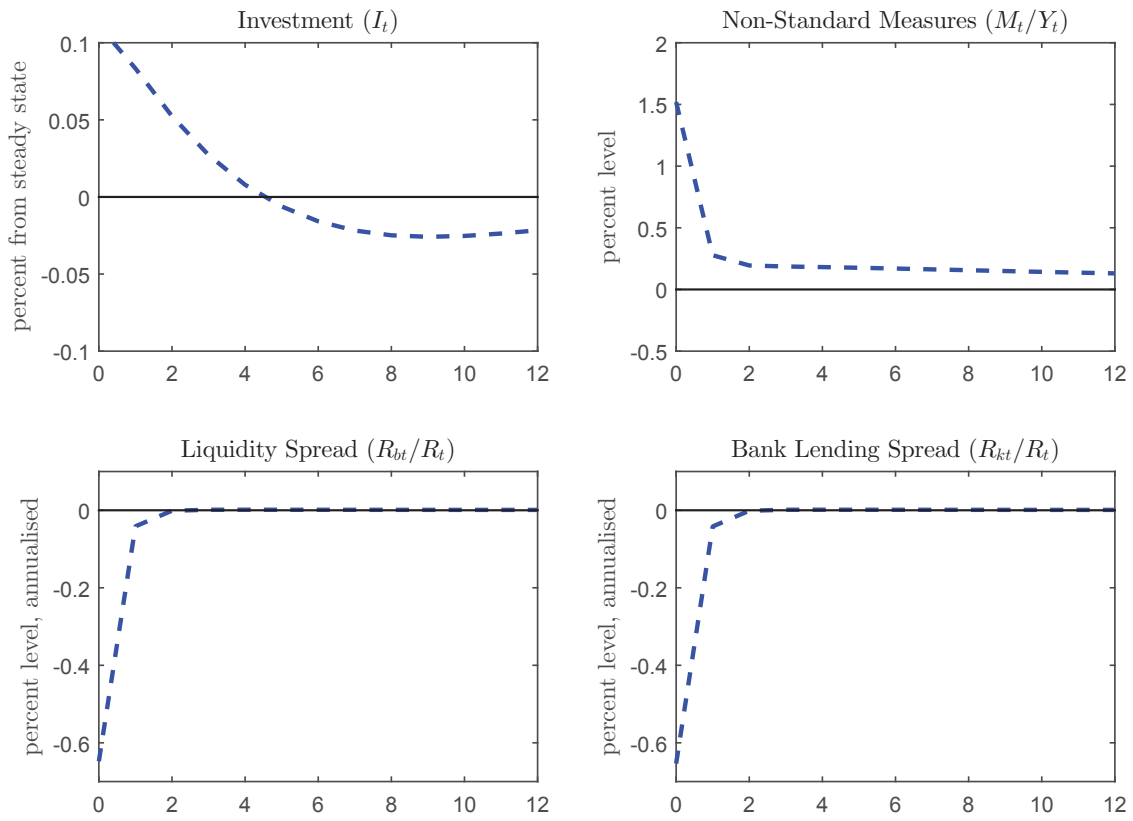 Investment (I_t)
percent from steady state
0.1
0.05
0
-0.05
-0.1
0 2 4 6 8 10 12
Non-Standard Measures (M_t/Y_t)
percent level
2
1.5
1
0.5
0
-0.5
0 2 4 6 8 10 12
Liquidity Spread (R_{bt}/R_t)
percent level, annualised
0
-0.2
-0.4
-0.6
0 2 4 6 8 10 12
Bank Lending Spread (R_{kt}/R_t)
percent level, annualised
0
-0.2
-0.4
-0.6
0 2 4 6 8 10 12